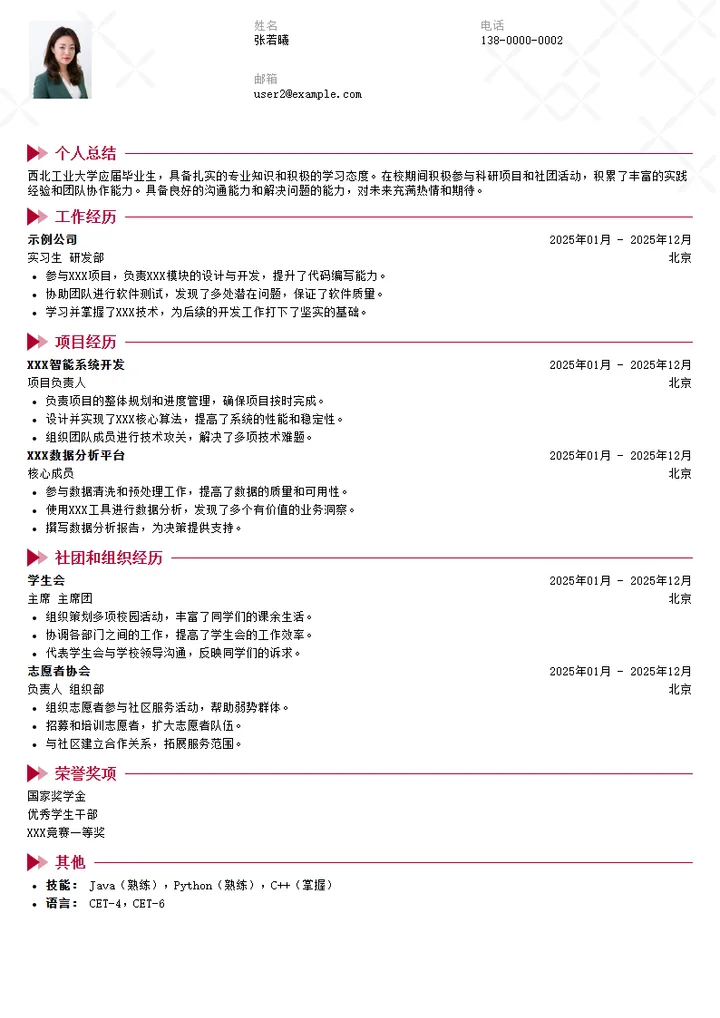 姓名
张若曦
电话
138-0000-0002
邮箱
user2@example.com
个人总结
西北工业大学应届毕业生，具备扎实的专业知识和积极的学习态度。在校期间积极参与科研项目和社团活动，积累了丰富的实践
经验和团队协作能力。具备良好的沟通能力和解决问题的能力，对未来充满热情和期待。
工作经历
示例公司 2025年01月 - 2025年12月
实习生 研发部 北京
• 参与XXX项目，负责XXX模块的设计与开发，提升了代码编写能力。
• 协助团队进行软件测试，发现了多处潜在问题，保证了软件质量。
• 学习并掌握了XXX技术，为后续的开发工作打下了坚实的基础。
项目经历
XXX智能系统开发 2025年01月 - 2025年12月
项目负责人 北京
• 负责项目的整体规划和进度管理，确保项目按时完成。
• 设计并实现了XXX核心算法，提高了系统的性能和稳定性。
• 组织团队成员进行技术攻关，解决了多项技术难题。
XXX数据分析平台 2025年01月 - 2025年12月
核心成员 北京
• 参与数据清洗和预处理工作，提高了数据的质量和可用性。
• 使用XXX工具进行数据分析，发现了多个有价值的业务洞察。
• 撰写数据分析报告，为决策提供支持。
社团和组织经历
学生会 2025年01月 - 2025年12月
主席 主席团 北京
• 组织策划多项校园活动，丰富了同学们的课余生活。
• 协调各部门之间的工作，提高了学生会的工作效率。
• 代表学生会与学校领导沟通，反映同学们的诉求。
志愿者协会 2025年01月 - 2025年12月
负责人 组织部 北京
• 组织志愿者参与社区服务活动，帮助弱势群体。
• 招募和培训志愿者，扩大志愿者队伍。
• 与社区建立合作关系，拓展服务范围。
荣誉奖项
国家奖学金
优秀学生干部
XXX竞赛一等奖
其他
• 技能： Java（熟练），Python（熟练），C++（掌握）
• 语言： CET-4，CET-6